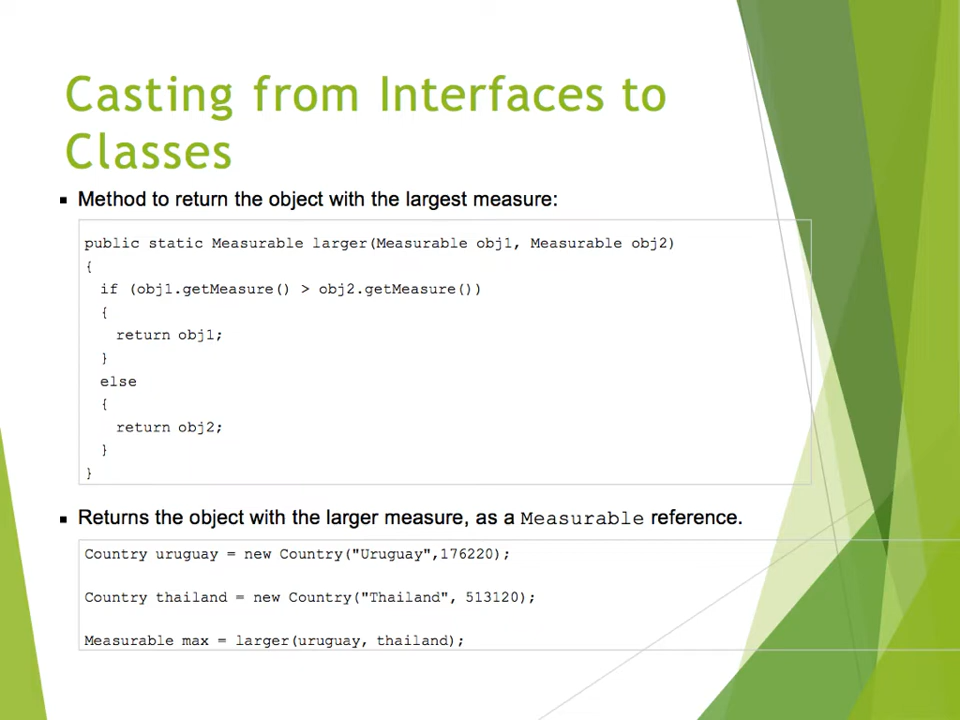 Casting from Interfaces to
Classes
▪ Method to return the object with the largest measure:
public static Measurable larger(Measurable obj1, Measurable obj2)
{
  if (obj1.getMeasure() > obj2.getMeasure())
  {
    return obj1;
  }
  else
  {
    return obj2;
  }
}
▪ Returns the object with the larger measure, as a Measurable reference.
Country uruguay = new Country("Uruguay",176220);
Country thailand = new Country("Thailand", 513120);
Measurable max = larger(uruguay, thailand);